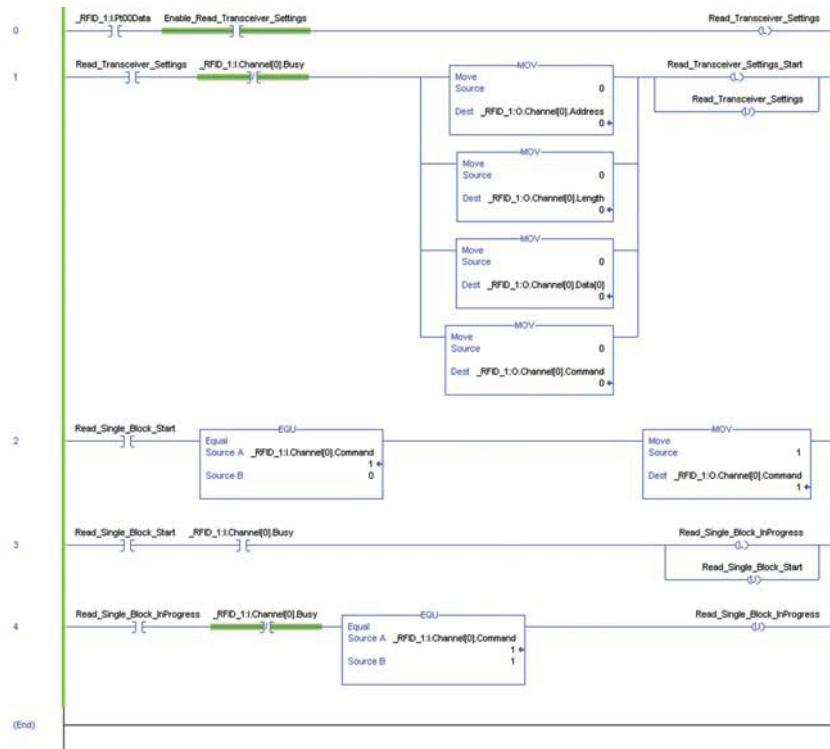 _RFID_1:I.Pt00Data Enable_Read_Transceiver_Settings Read_Transceiver_Settings
0
L
Read_Transceiver_Settings _RFID_1:I.Channel[0].Busy MOV Read_Transceiver_Settings_Start
1
Move
Source 0
Dest _RFID_1:O.Channel[0].Address
0
L
Read_Transceiver_Settings
U
MOV
Move
Source 0
Dest _RFID_1:O.Channel[0].Length
0
MOV
Move
Source 0
Dest _RFID_1:O.Channel[0].Data[0]
0
MOV
Move
Source 0
Dest _RFID_1:O.Channel[0].Command
0
Read_Single_Block_Start EQU MOV
2
Equal
Source A _RFID_1:I.Channel[0].Command
1
Source B 0
Move
Source 1
Dest _RFID_1:O.Channel[0].Command
1
Read_Single_Block_Start _RFID_1:I.Channel[0].Busy Read_Single_Block_InProgress
3
L
Read_Single_Block_Start
U
Read_Single_Block_InProgress _RFID_1:I.Channel[0].Busy EQU Read_Single_Block_InProgress
4
Equal
Source A _RFID_1:I.Channel[0].Command
1
Source B 1
U
(End)